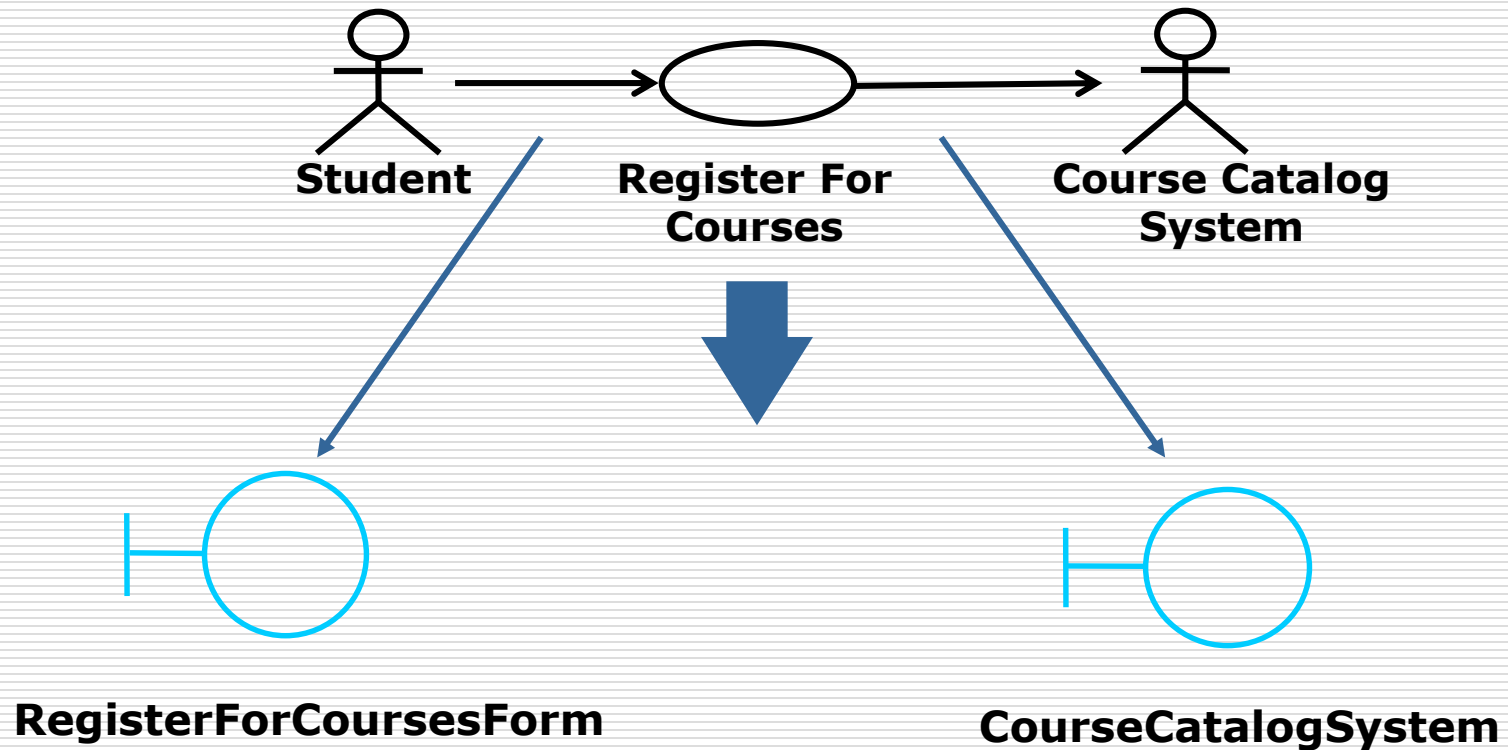 Student
Register For
Courses
Course Catalog
System
RegisterForCoursesForm
CourseCatalogSystem